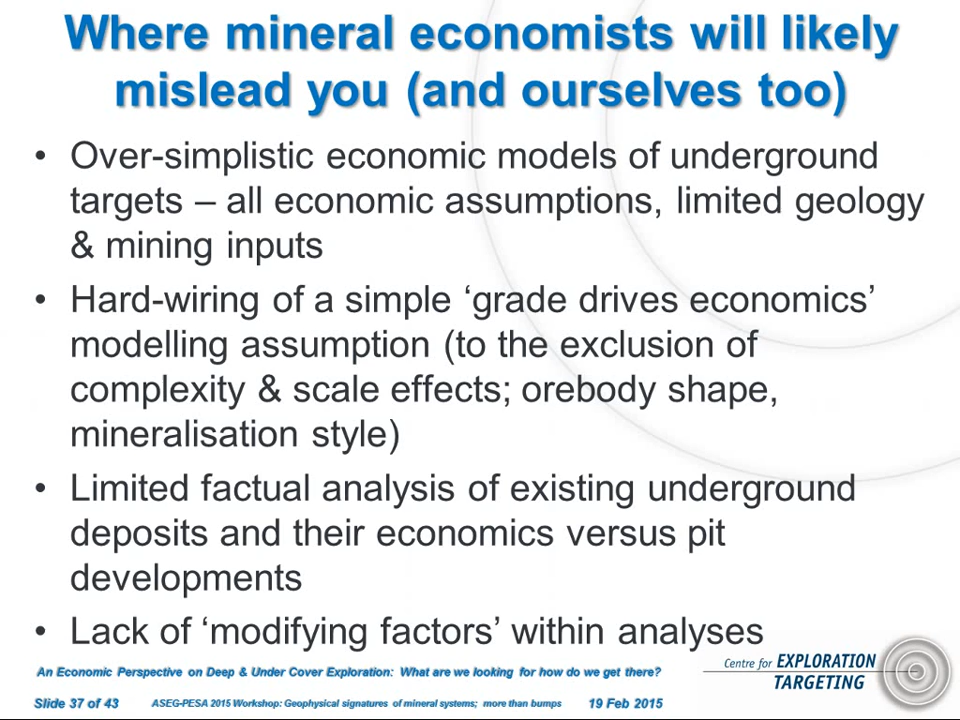 Where mineral economists will likely
mislead you (and ourselves too)
• Over-simplistic economic models of underground
targets – all economic assumptions, limited geology
& mining inputs
• Hard-wiring of a simple ‘grade drives economics’
modelling assumption (to the exclusion of
complexity & scale effects; orebody shape,
mineralisation style)
• Limited factual analysis of existing underground
deposits and their economics versus pit
developments
• Lack of ‘modifying factors’ within analyses
An Economic Perspective on Deep & Under Cover Exploration: What are we looking for how do we get there?
Centre for EXPLORATION
TARGETING
Slide 37 of 43 ASEG-PESA 2015 Workshop: Geophysical signatures of mineral systems; more than bumps 19 Feb 2015